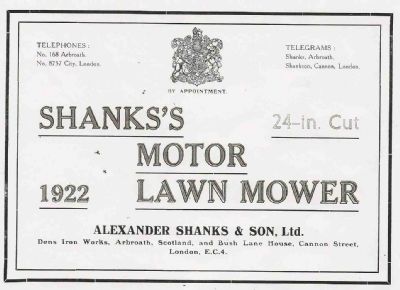 TELEPHONES:
No. 168 Arbroath.
No. 8737 City, London.
TELEGRAMS:
Shanks, Arbroath.
Shankson, Cannon, London.
BY APPOINTMENT.
SHANKS'S 24-in. Cut
MOTOR
1922 LAWN MOWER
ALEXANDER SHANKS & SON, Ltd.
Dens Iron Works, Arbroath, Scotland, and Bush Lane House, Cannon Street,
London, E.C.4.